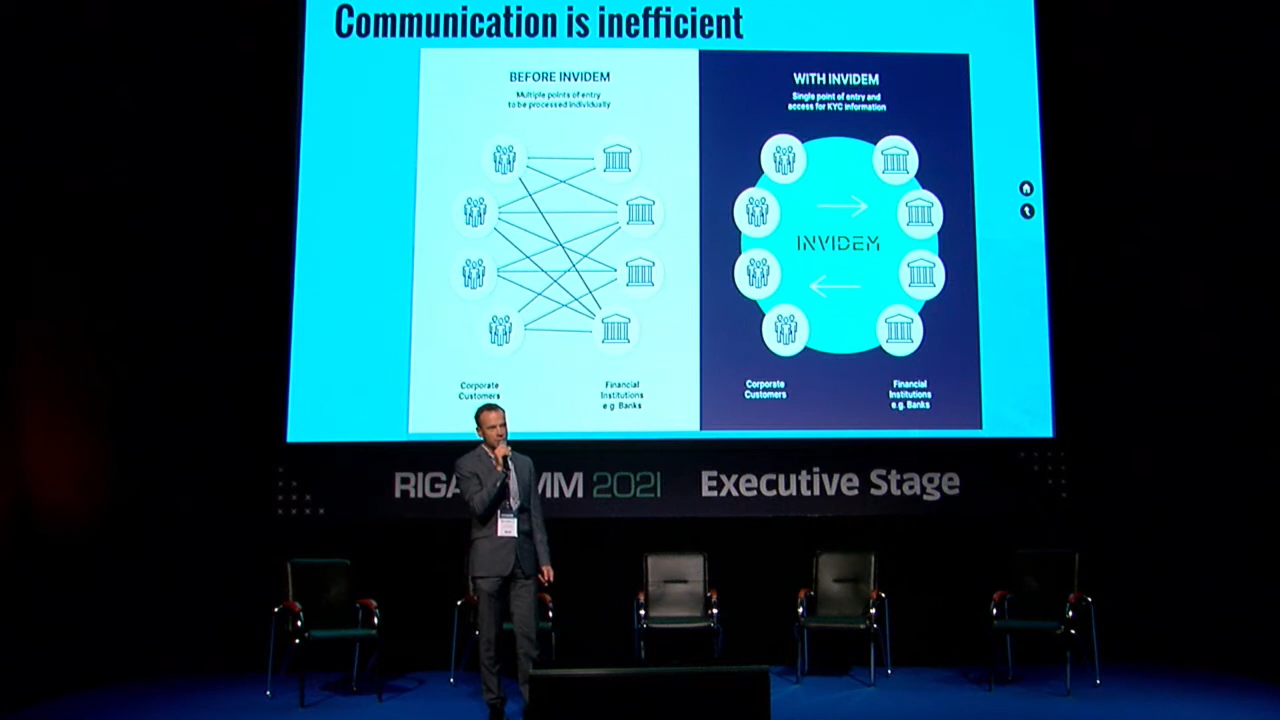 Communication is inefficient
BEFORE INVIDEM
Multiple points of entry
to be processed individually
Corporate
Customers
Financial
Institutions
e.g. Banks
WITH INVIDEM
Single point of entry and
access for KYC information
INVIDEM
Corporate
Customers
Financial
Institutions
e.g. Banks
RIGA MM 2021 Executive Stage